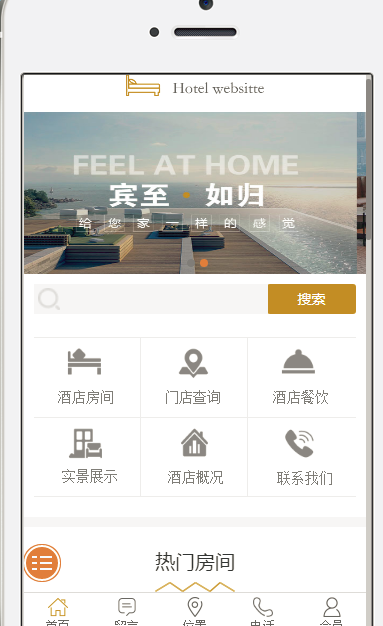 Hotel websitte
FEEL AT HOME
宾至·如归
给您家一样的感觉
搜索
酒店房间 门店查询 酒店餐饮
实景展示 酒店概况 联系我们
热门房间
首页 留言 位置 电话 会员